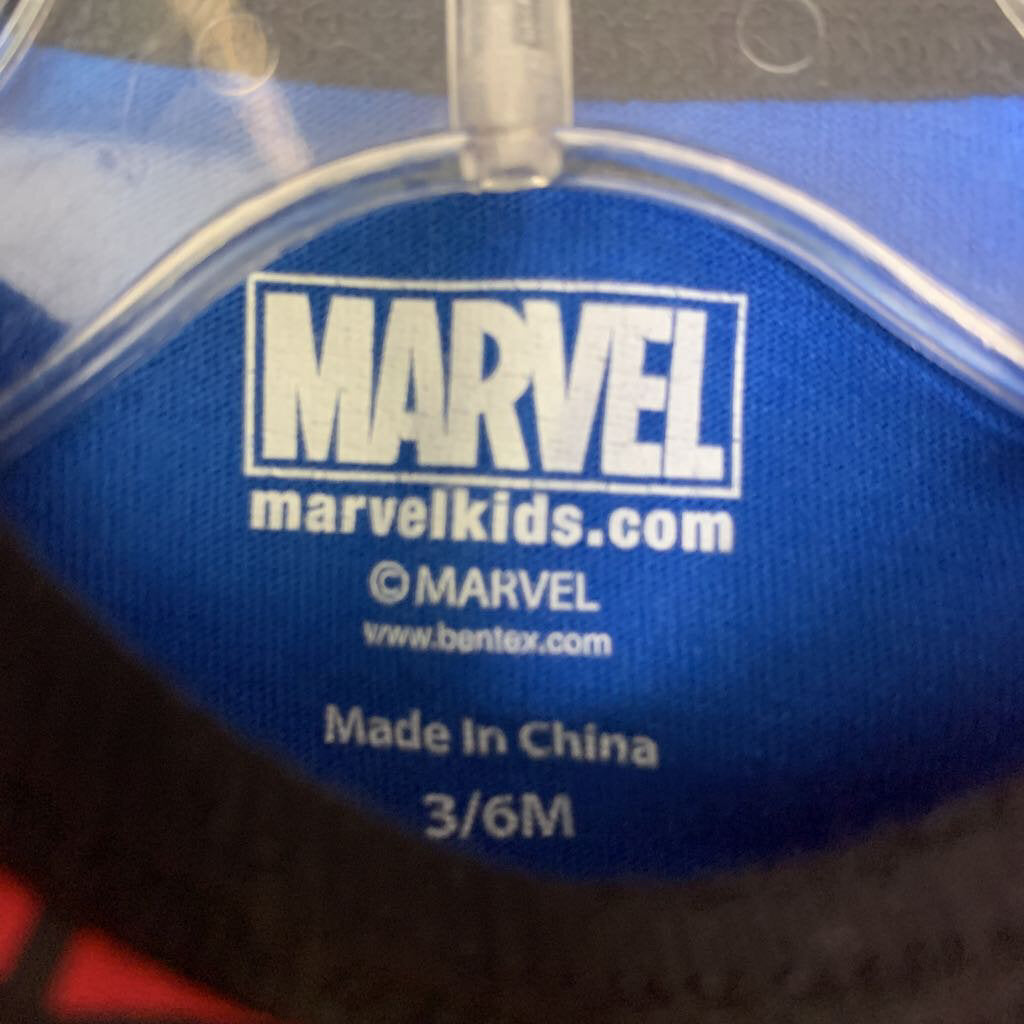 MARVEL
marvelkids.com
©MARVEL
www.bentex.com
Made In China
3/6M